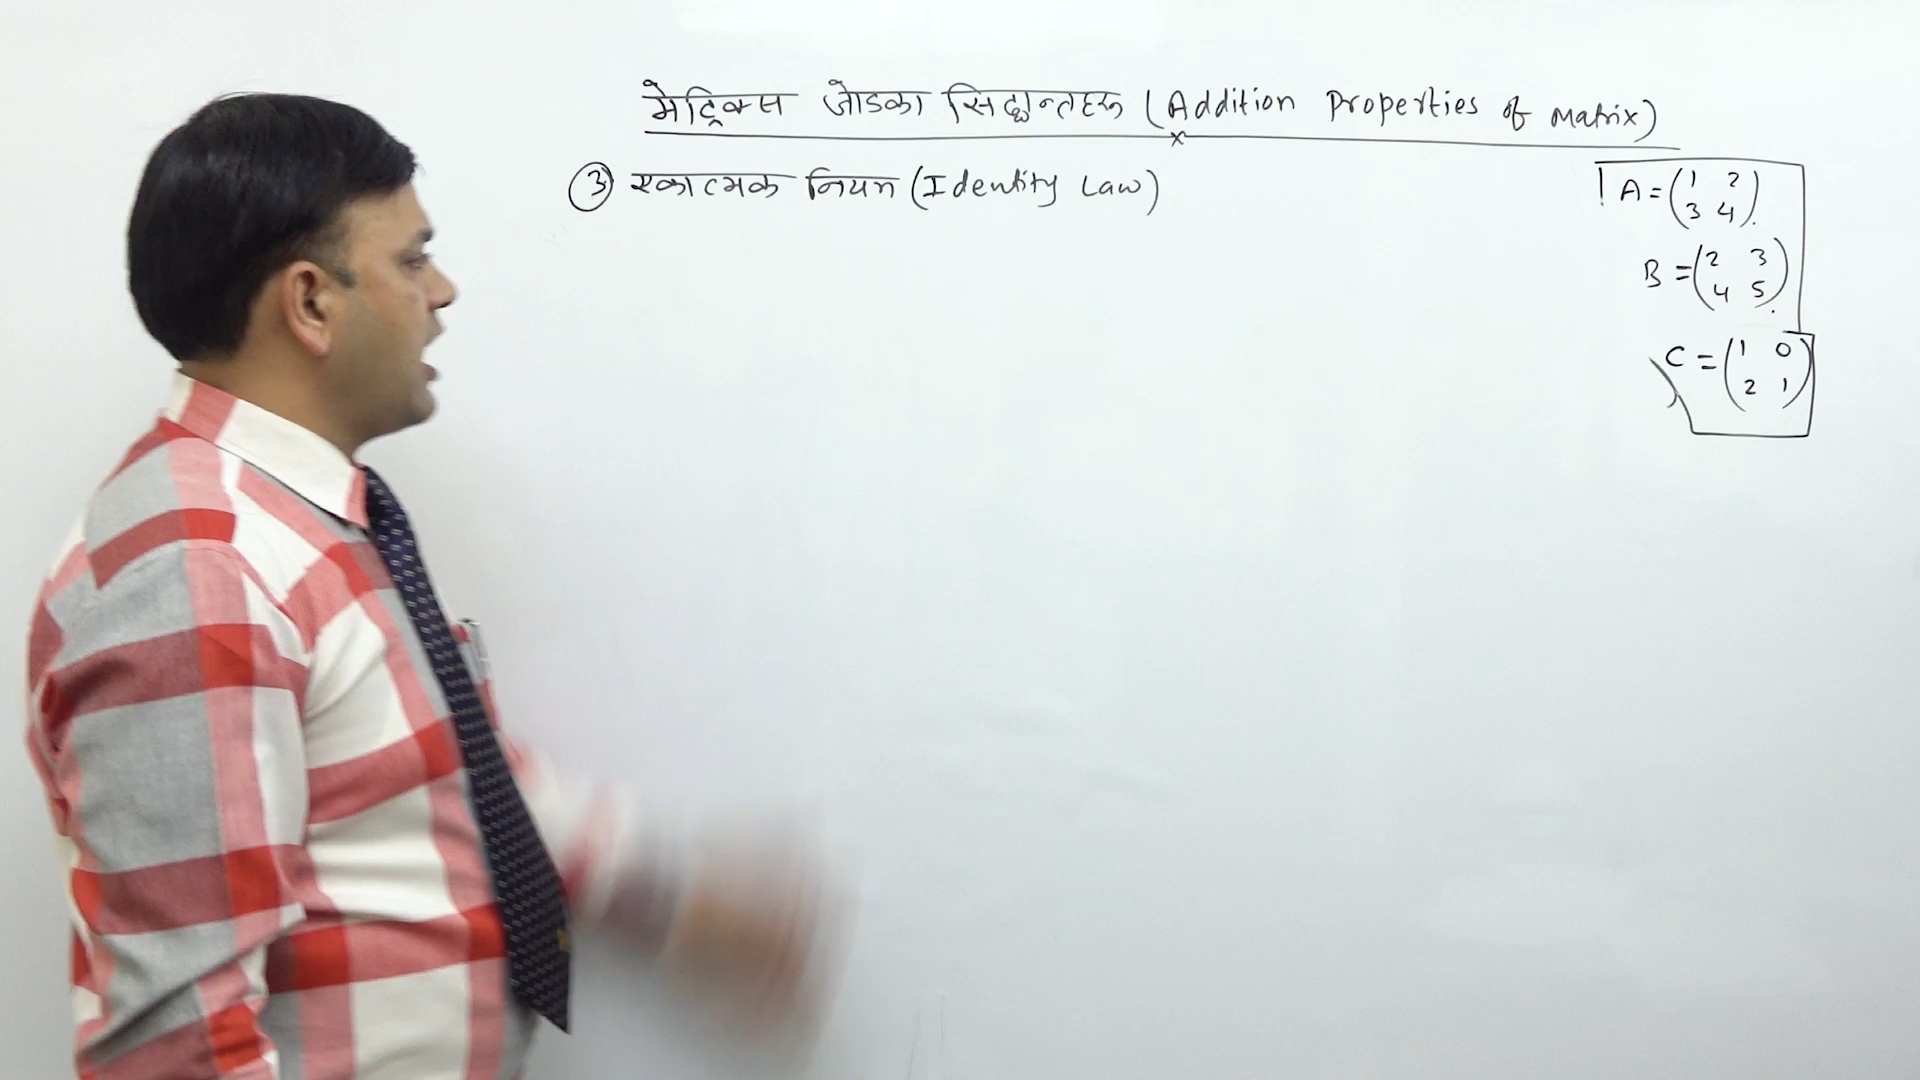 मेट्रिक्स जोडका सिद्धान्तहरू (Addition Properties of Matrix)
③ एकात्मक नियम (Identity Law)
A = (1 2
3 4)
B = (2 3
4 5)
C = (1 0
2 1)